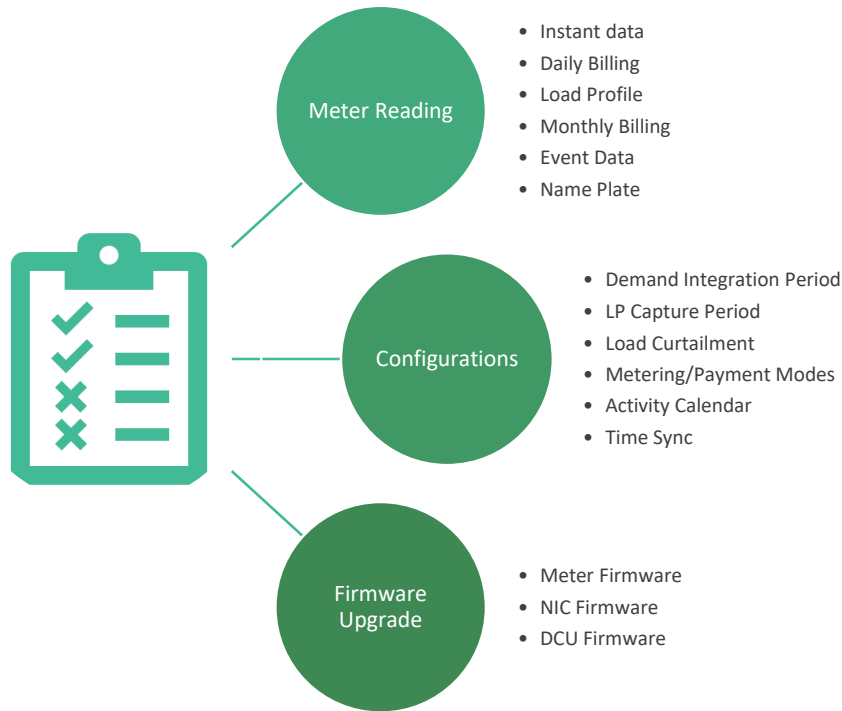 Meter Reading
• Instant data
• Daily Billing
• Load Profile
• Monthly Billing
• Event Data
• Name Plate
Configurations
• Demand Integration Period
• LP Capture Period
• Load Curtailment
• Metering/Payment Modes
• Activity Calendar
• Time Sync
Firmware
Upgrade
• Meter Firmware
• NIC Firmware
• DCU Firmware